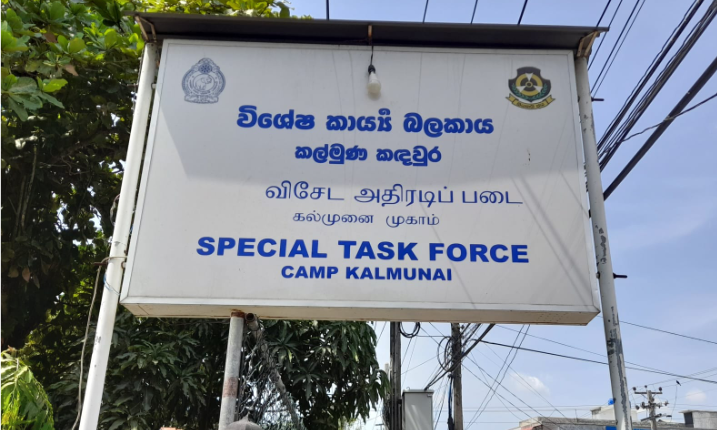 විශේෂ කාර්‍ය්‍ය බලකාය
කල්මුණ කඳවුර
விசேட அதிரடிப் படை
கல்முனை முகாம்
SPECIAL TASK FORCE
CAMP KALMUNAI